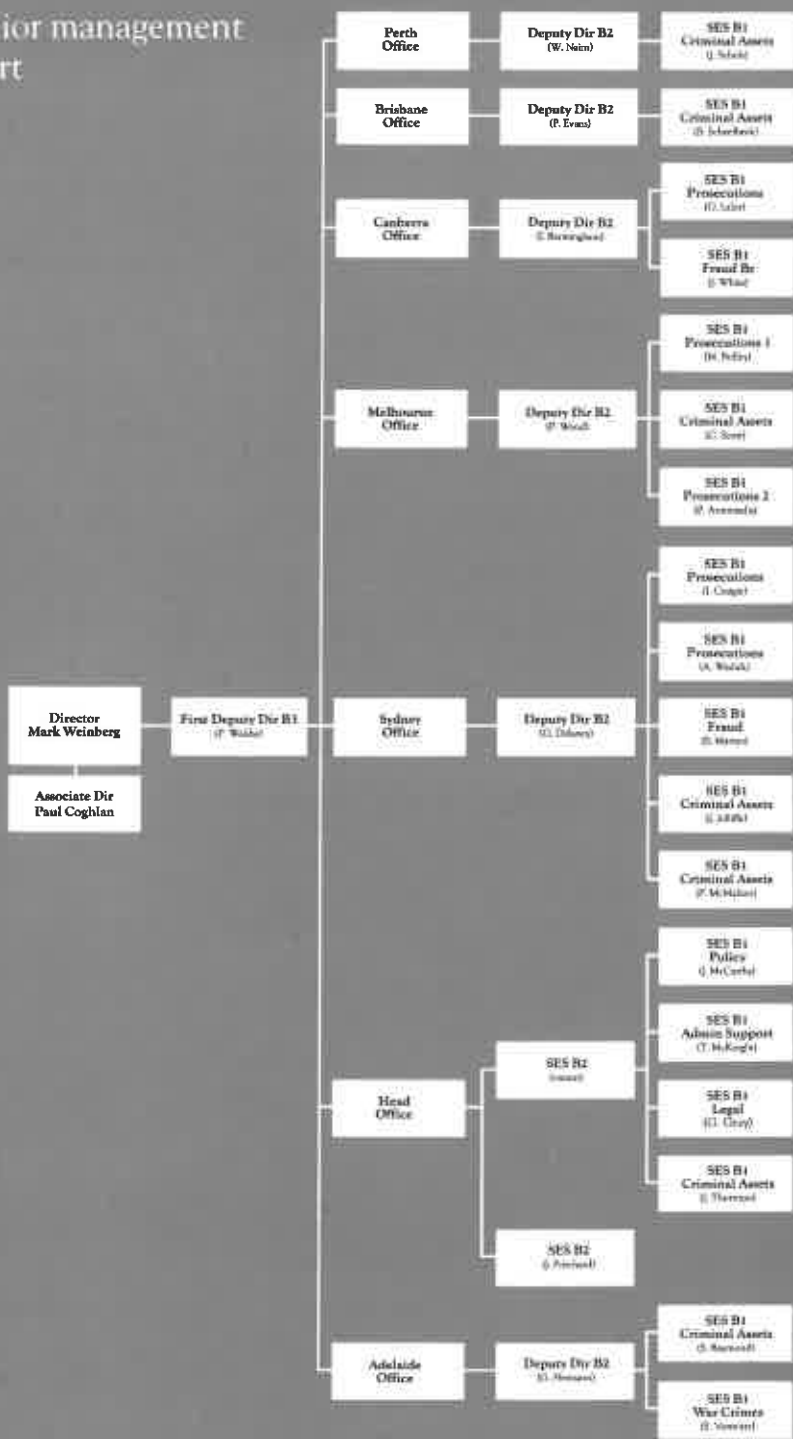 ior management
rt
Perth
Office
Deputy Dir B2
(W. Nairn)
SES B1
Criminal Assets
Brisbane
Office
Deputy Dir B2
(P. Evans)
SES B1
Criminal Assets
Canberra
Office
Deputy Dir B2
SES B1
Prosecutions
SES B1
Fraud Br
(J. White)
Melbourne
Office
Deputy Dir B2
(P. Wood)
SES B1
Prosecutions 1
SES B1
Criminal Assets
SES B1
Prosecutions 2
Director
Mark Weinberg
Associate Dir
Paul Coghlan
First Deputy Dir B3
Sydney
Office
Deputy Dir B2
SES B1
Prosecutions
SES B1
Prosecutions
SES B1
Fraud
SES B1
Criminal Assets
SES B1
Criminal Assets
Head
Office
SES B2
SES B1
Policy
SES B1
Admin Support
SES B1
Legal
(G. Gray)
SES B1
Criminal Assets
(J. Thornton)
SES B2
Adelaide
Office
Deputy Dir B2
SES B1
Criminal Assets
SES B1
War Crimes